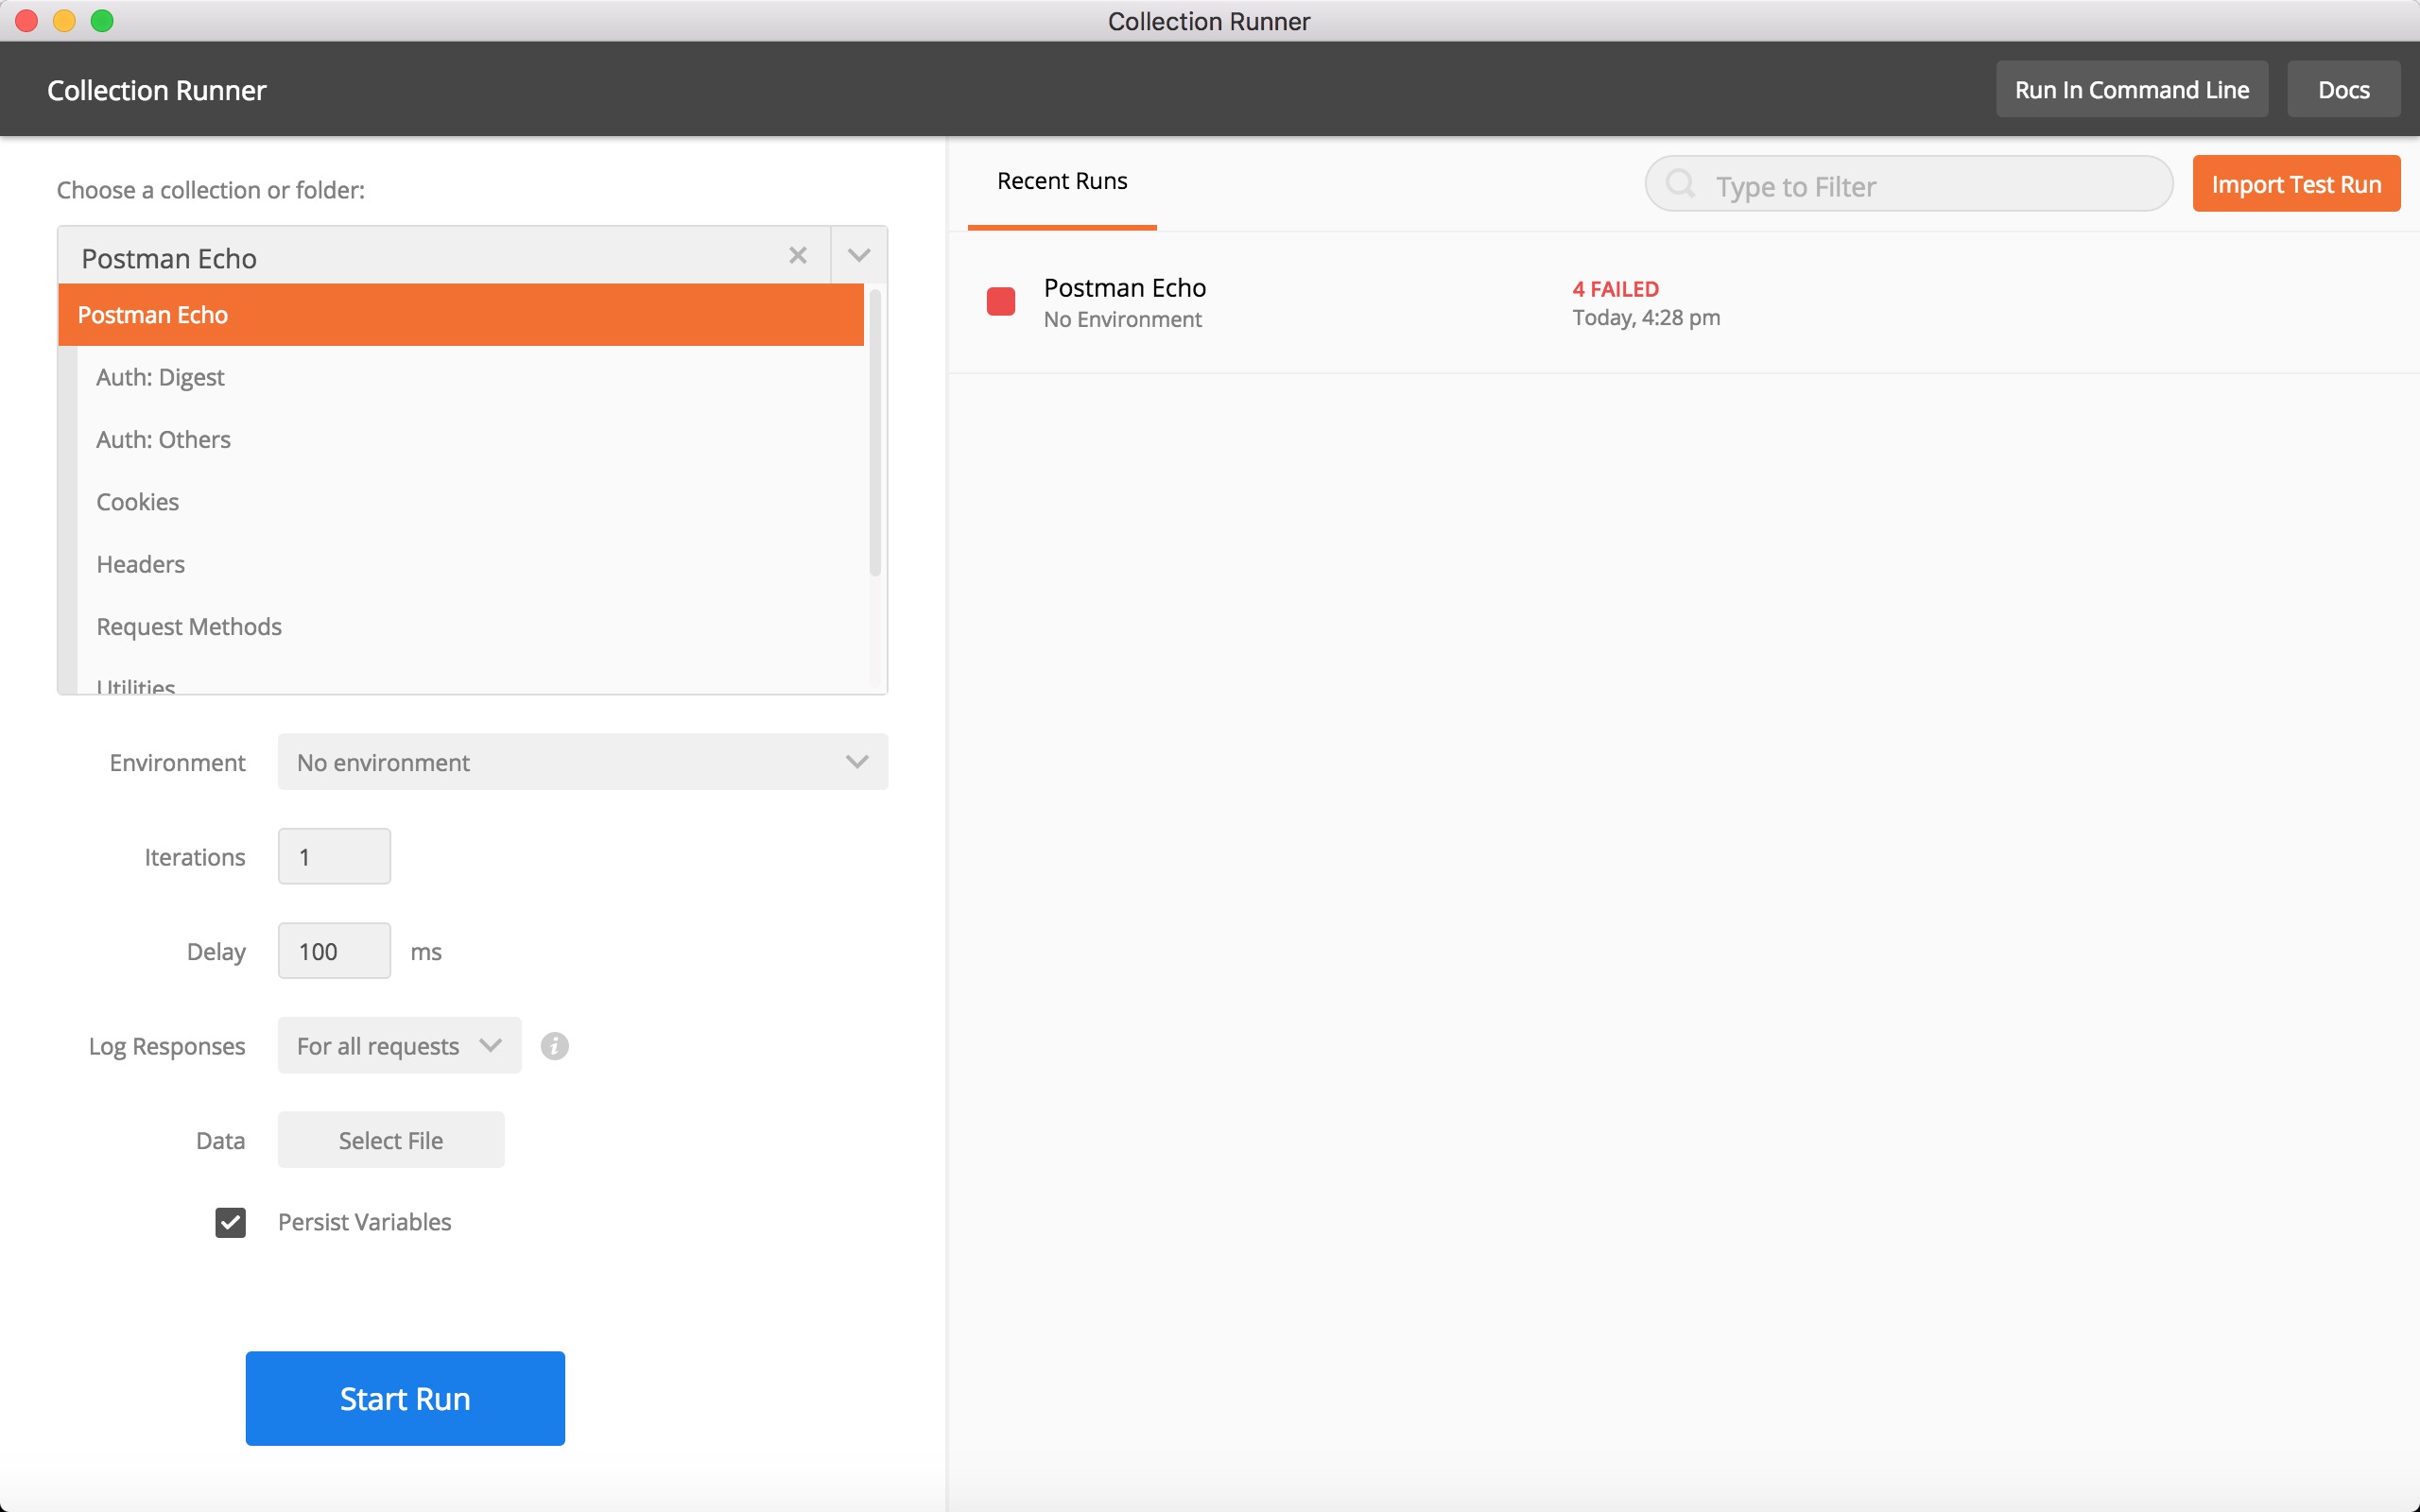 Collection Runner
Collection Runner
Run In Command Line
Docs
Choose a collection or folder:
Postman Echo
Postman Echo
Auth: Digest
Auth: Others
Cookies
Headers
Request Methods
Utilities
Environment
No environment
Iterations
1
Delay
100
ms
Log Responses
For all requests
i
Data
Select File
Persist Variables
Start Run
Recent Runs
Type to Filter
Import Test Run
Postman Echo
No Environment
4 FAILED
Today, 4:28 pm